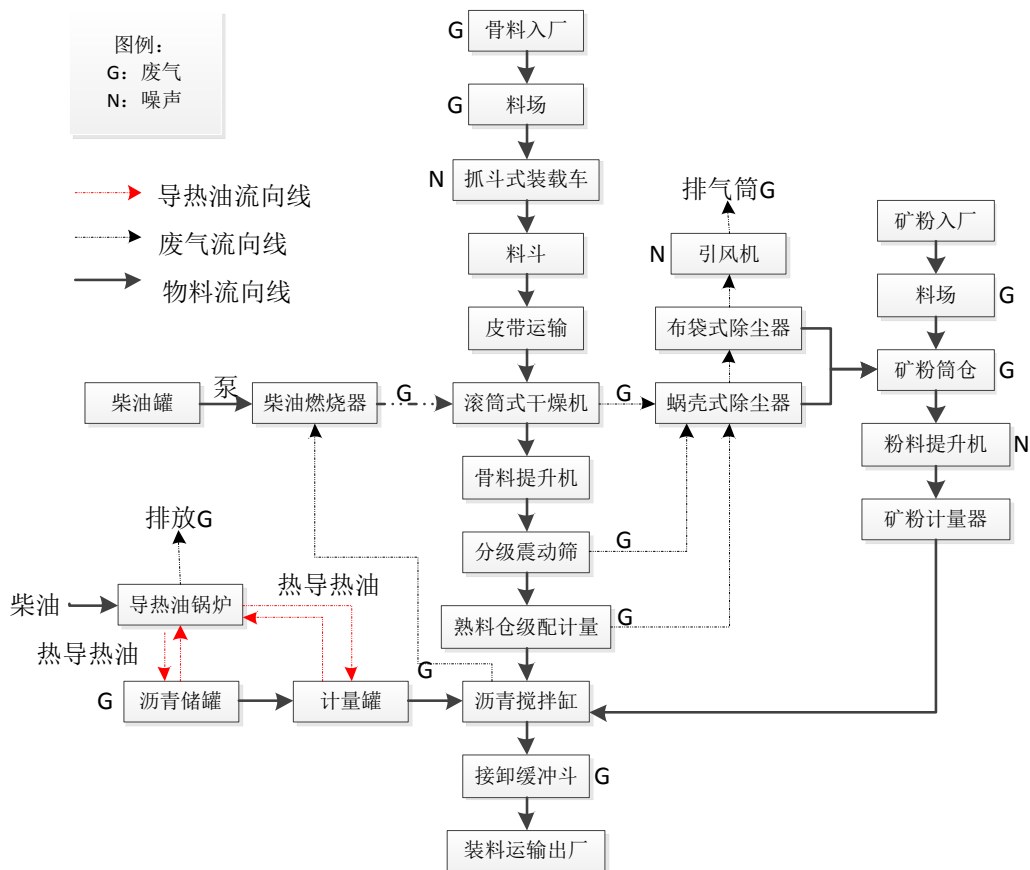 图例：
G：废气
N：噪声
导热油流向线
废气流向线
物料流向线
G 骨料入厂
G 料场
N 抓斗式装载车
料斗
皮带运输
排气筒G
N 引风机
布袋式除尘器
矿粉入厂
料场 G
矿粉筒仓 G
粉料提升机 N
矿粉计量器
柴油罐 泵 柴油燃烧器 G 滚筒式干燥机 G 蜗壳式除尘器
骨料提升机
分级震动筛 G
熟料仓级配计量 G
排放G
柴油 导热油锅炉
热导热油
热导热油
G
G 沥青储罐 计量罐 沥青搅拌缸
接卸缓冲斗 G
装料运输出厂